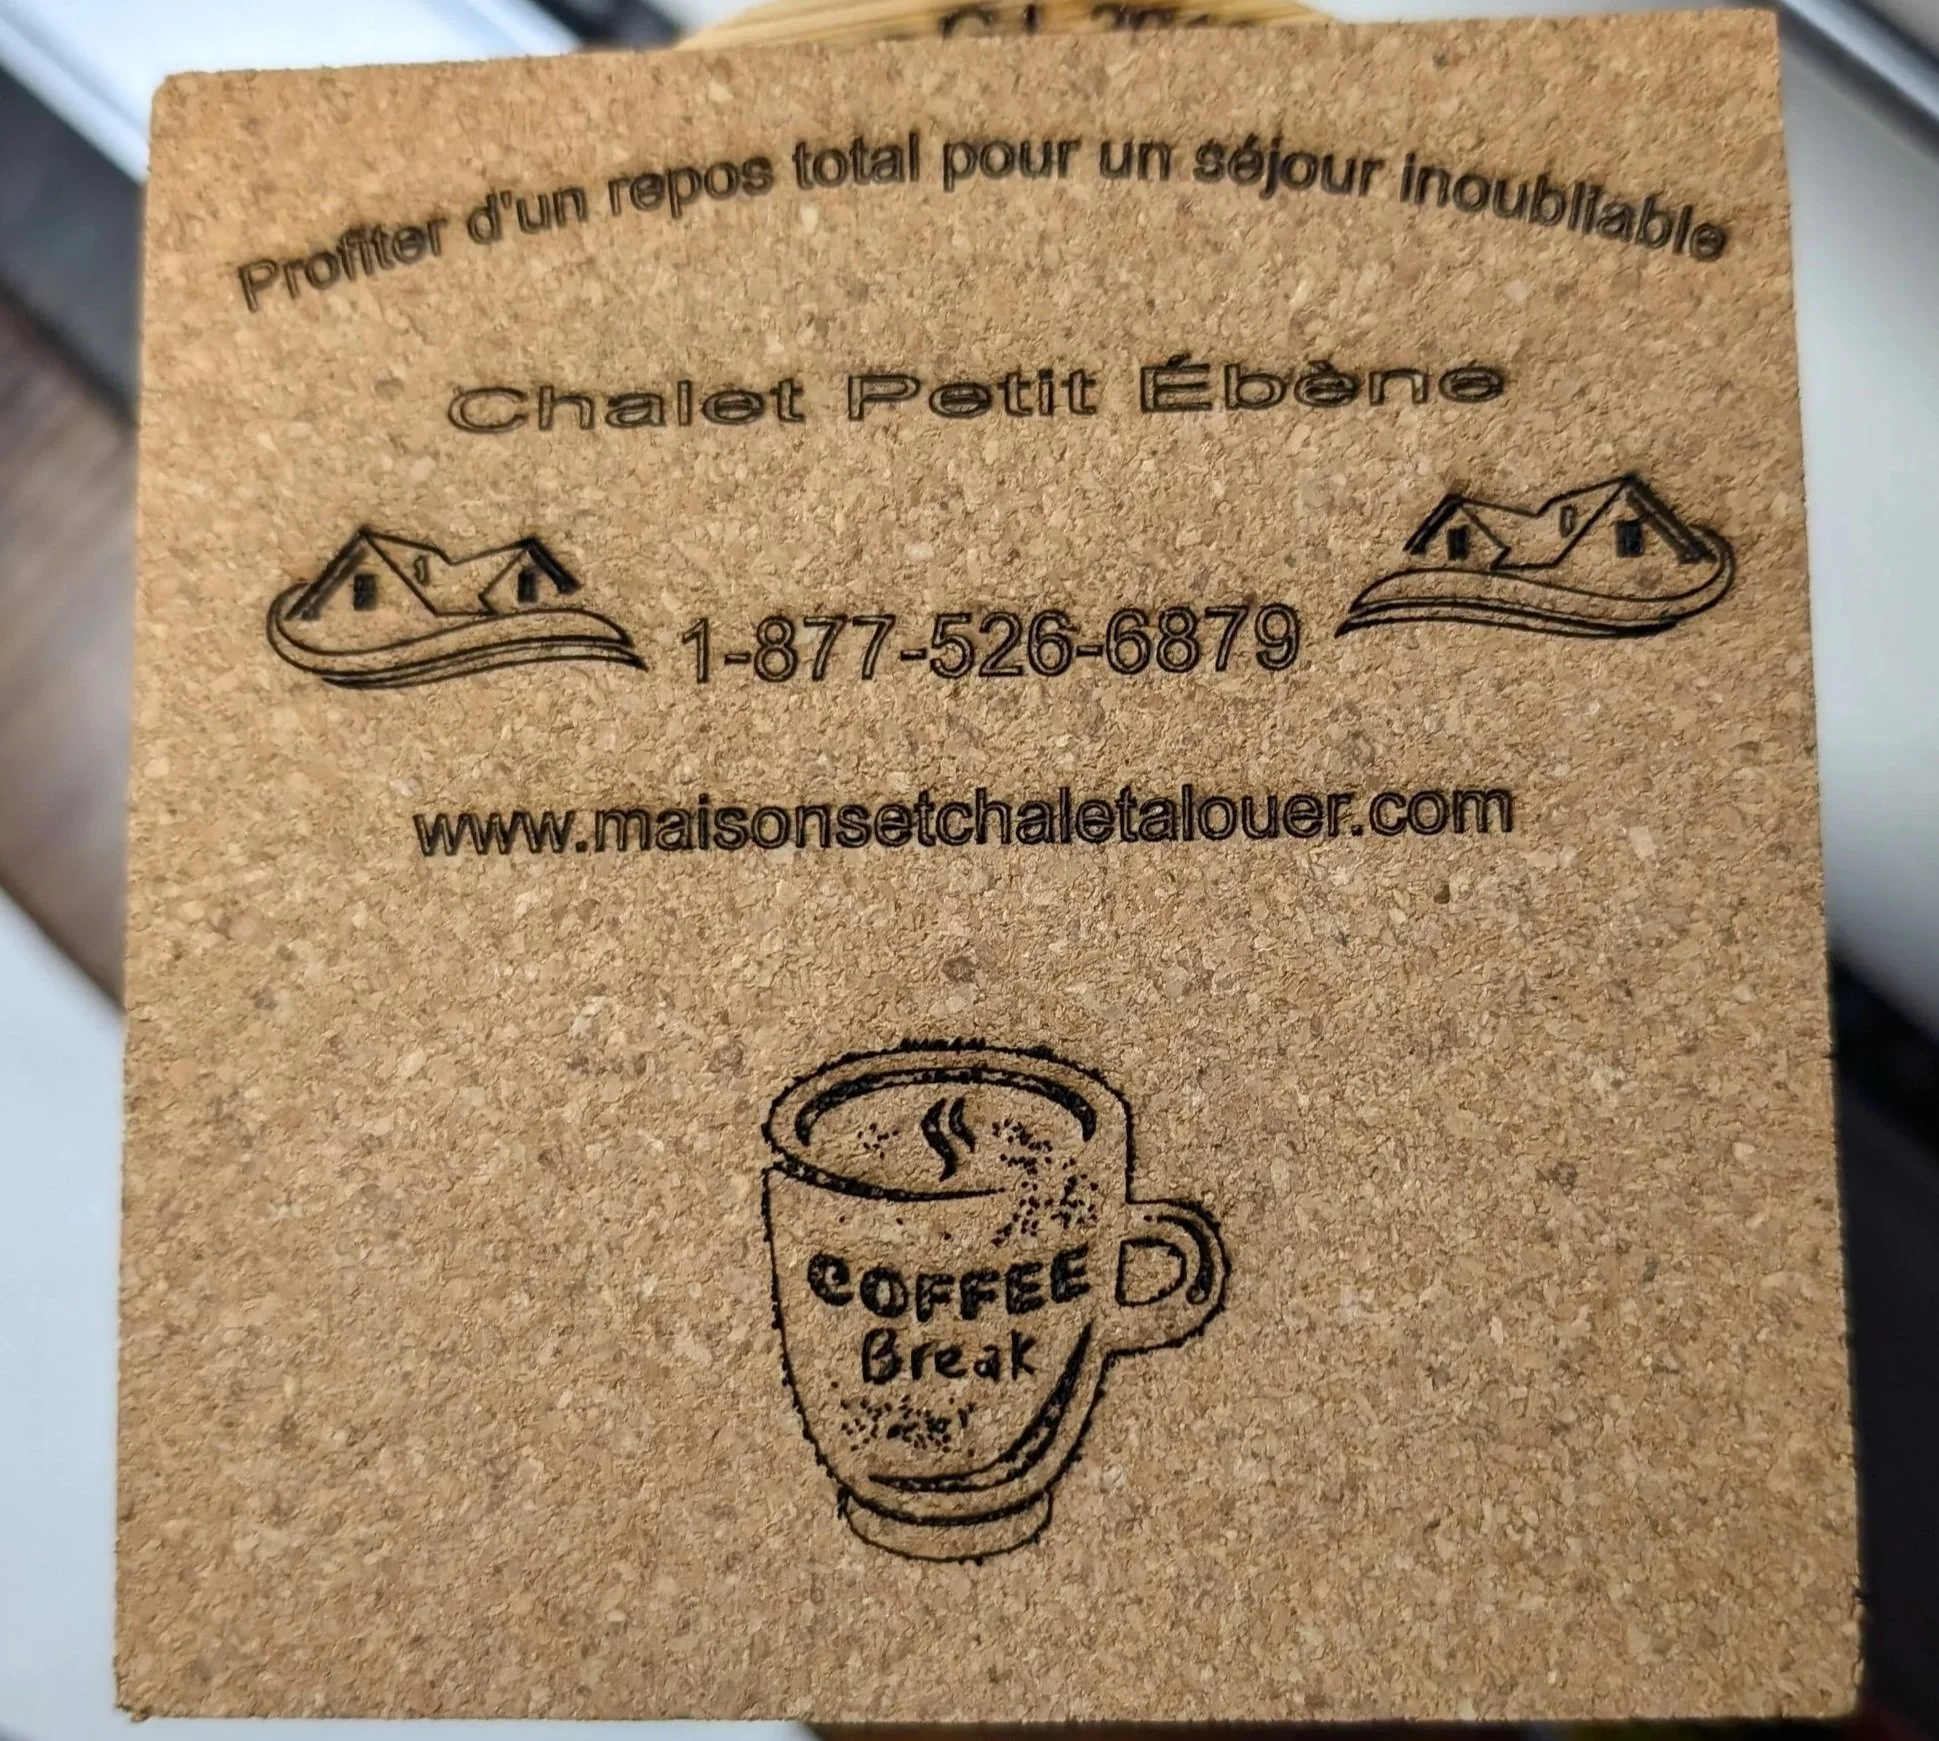 Profiter d'un repos total pour un séjour inoubliable
Chalet Petit Ébène
1-877-526-6879
www.maisonsetchaletalouer.com
COFFEE
Break